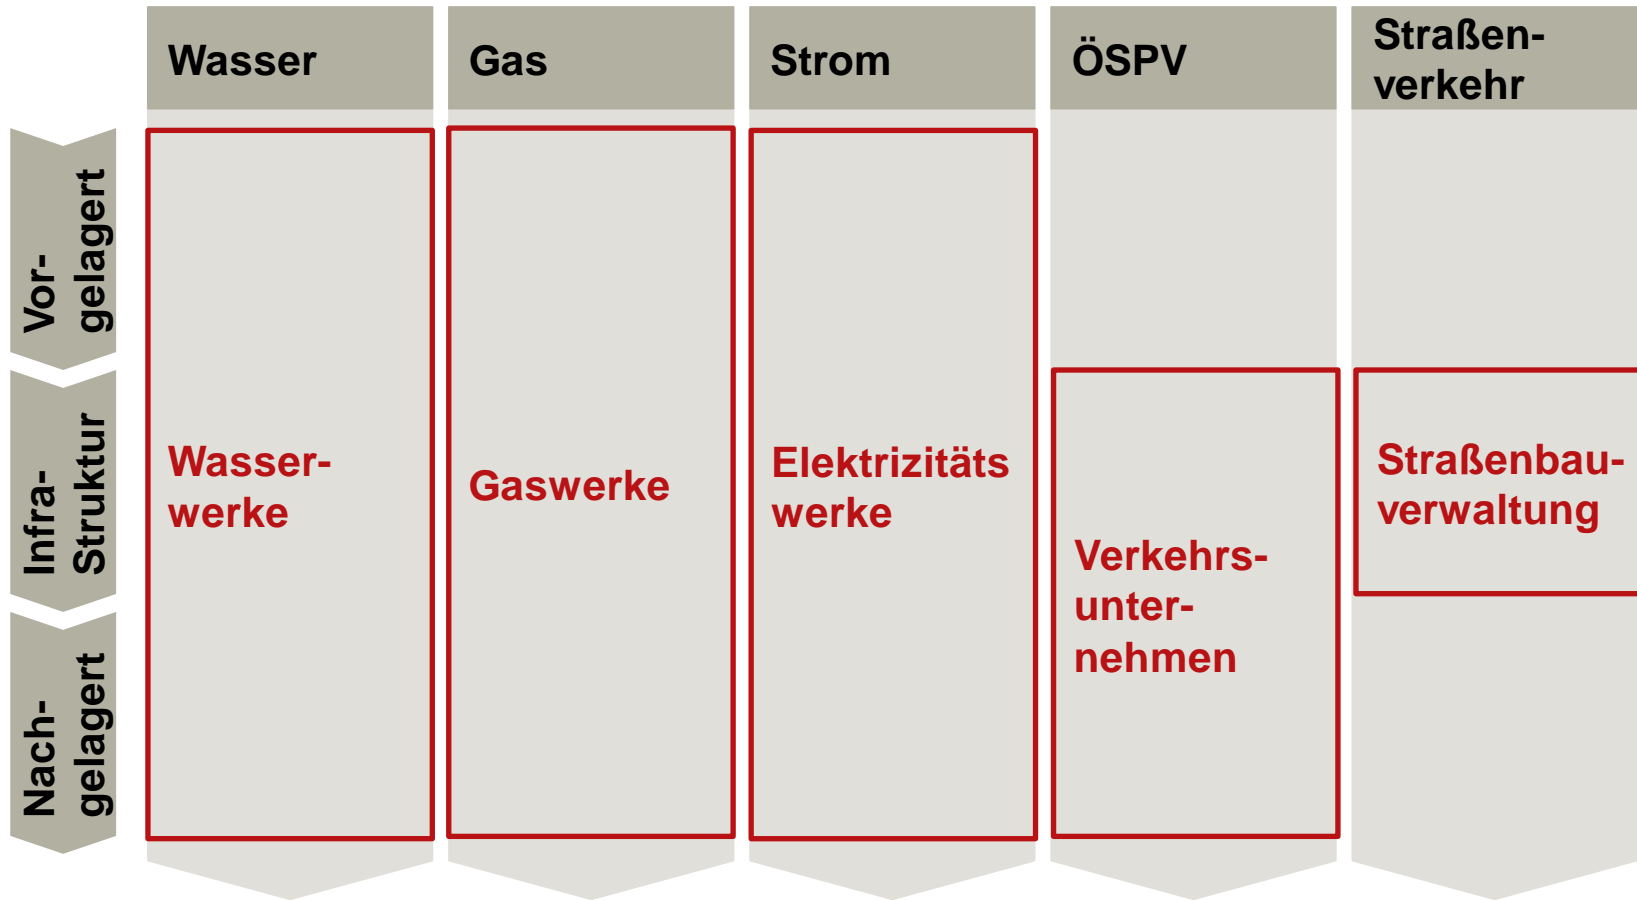 Wasser
Gas
Strom
ÖSPV
Straßen-
verkehr
Vor-
gelagert
Infra-
Struktur
Nach-
gelagert
Wasser-
werke
Gaswerke
Elektrizitäts
werke
Verkehrs-
unter-
nehmen
Straßenbau-
verwaltung